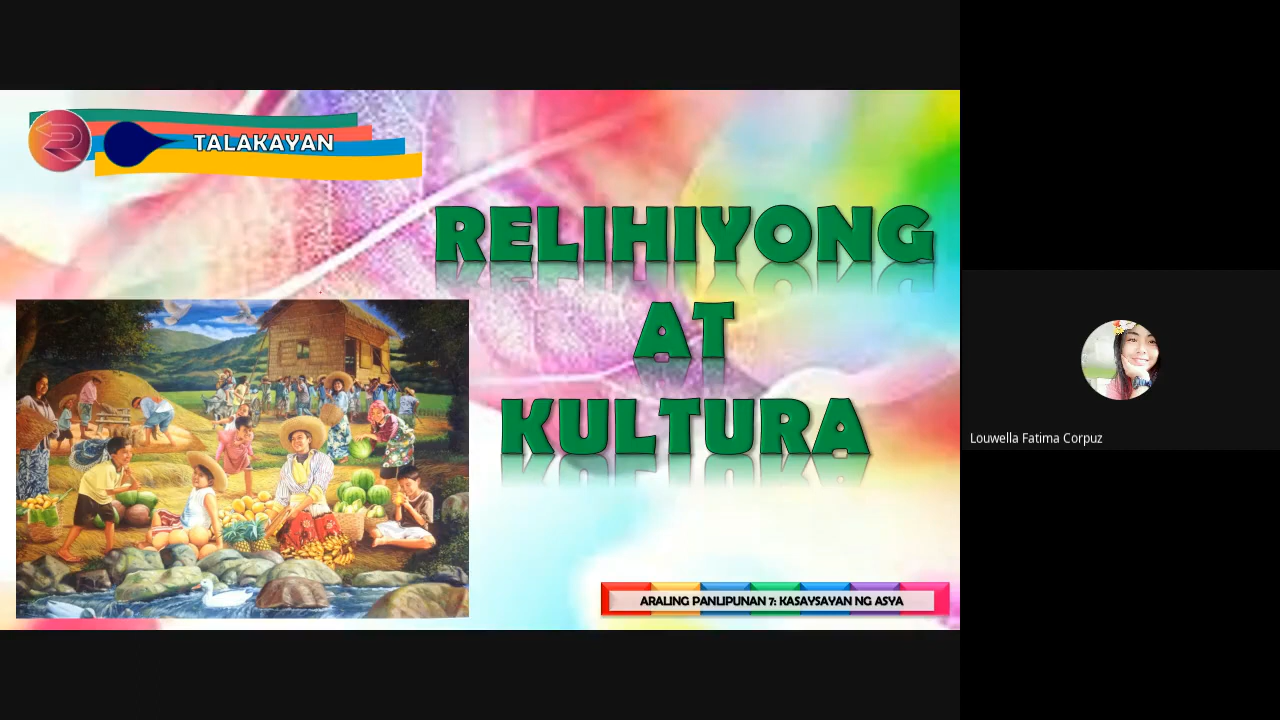 TALAKAYAN
RELIHIYONG
AT
KULTURA
ARALING PANLIPUNAN 7: KASAYSAYAN NG ASYA
Louwella Fatima Corpuz